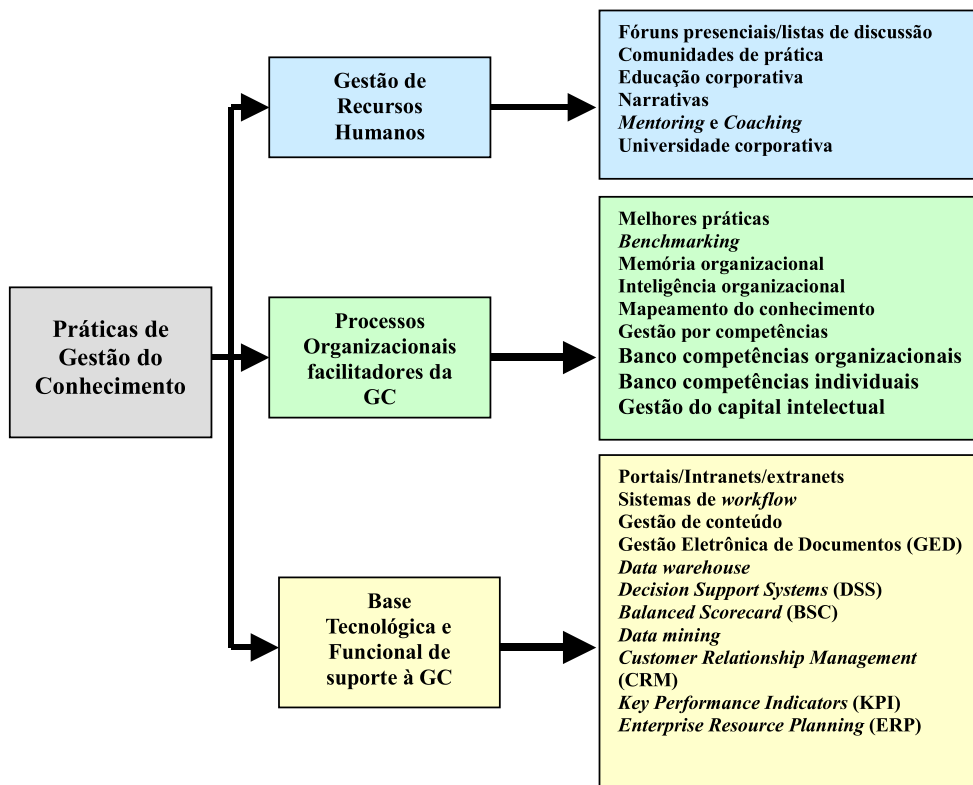 Práticas de
Gestão do
Conhecimento
Gestão de
Recursos
Humanos
Fóruns presenciais/listas de discussão
Comunidades de prática
Educação corporativa
Narrativas
Mentoring e Coaching
Universidade corporativa
Processos
Organizacionais
facilitadores da
GC
Melhores práticas
Benchmarking
Memória organizacional
Inteligência organizacional
Mapeamento do conhecimento
Gestão por competências
Banco competências organizacionais
Banco competências individuais
Gestão do capital intelectual
Base
Tecnológica e
Funcional de
suporte à GC
Portais/Intranets/extranets
Sistemas de workflow
Gestão de conteúdo
Gestão Eletrônica de Documentos (GED)
Data warehouse
Decision Support Systems (DSS)
Balanced Scorecard (BSC)
Data mining
Customer Relationship Management
(CRM)
Key Performance Indicators (KPI)
Enterprise Resource Planning (ERP)